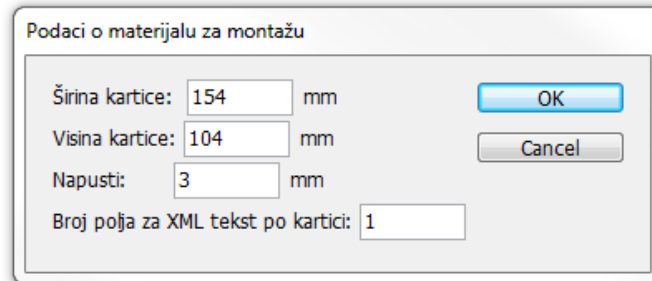 Podaci o materijalu za montažu
Širina kartice: 154 mm OK
Visina kartice: 104 mm Cancel
Napusti: 3 mm
Broj polja za XML tekst po kartici: 1